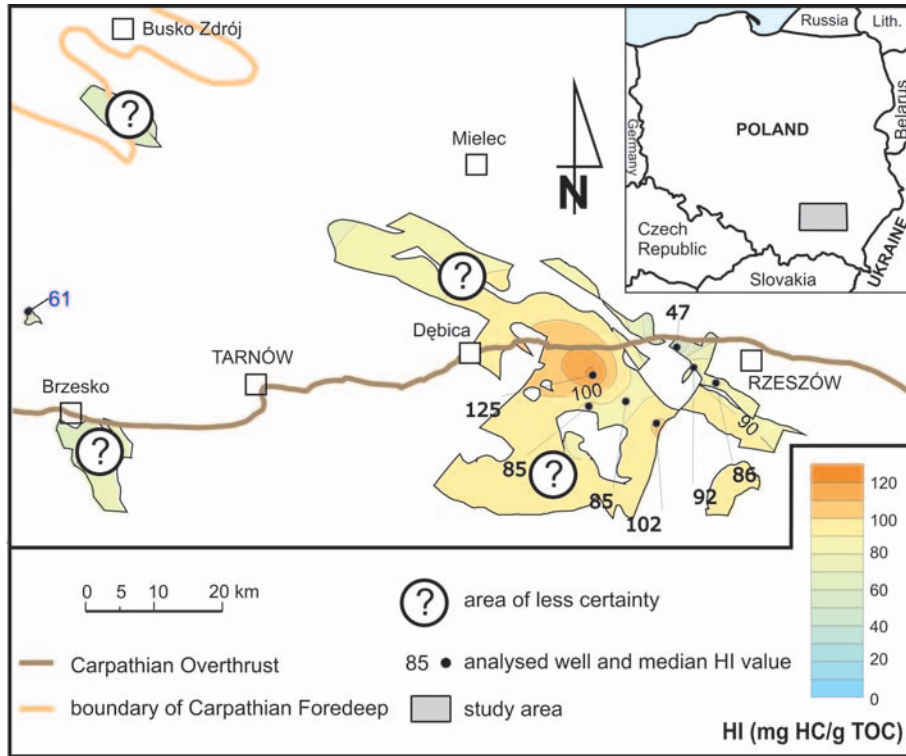 Busko Zdrój
?
Mielec
N
Russia
Lith.
Belarus
Germany
POLAND
Czech
Republic
Slovakia
UKRAINE
61
?
47
Dębica
TARNÓW
Brzesko
RZESZÓW
100
125
90
?
85
?
85
102
92
86
120
100
80
60
40
20
0
HI (mg HC/g TOC)
0 5 10 20 km
? area of less certainty
Carpathian Overthrust
85 analysed well and median HI value
boundary of Carpathian Foredeep
study area